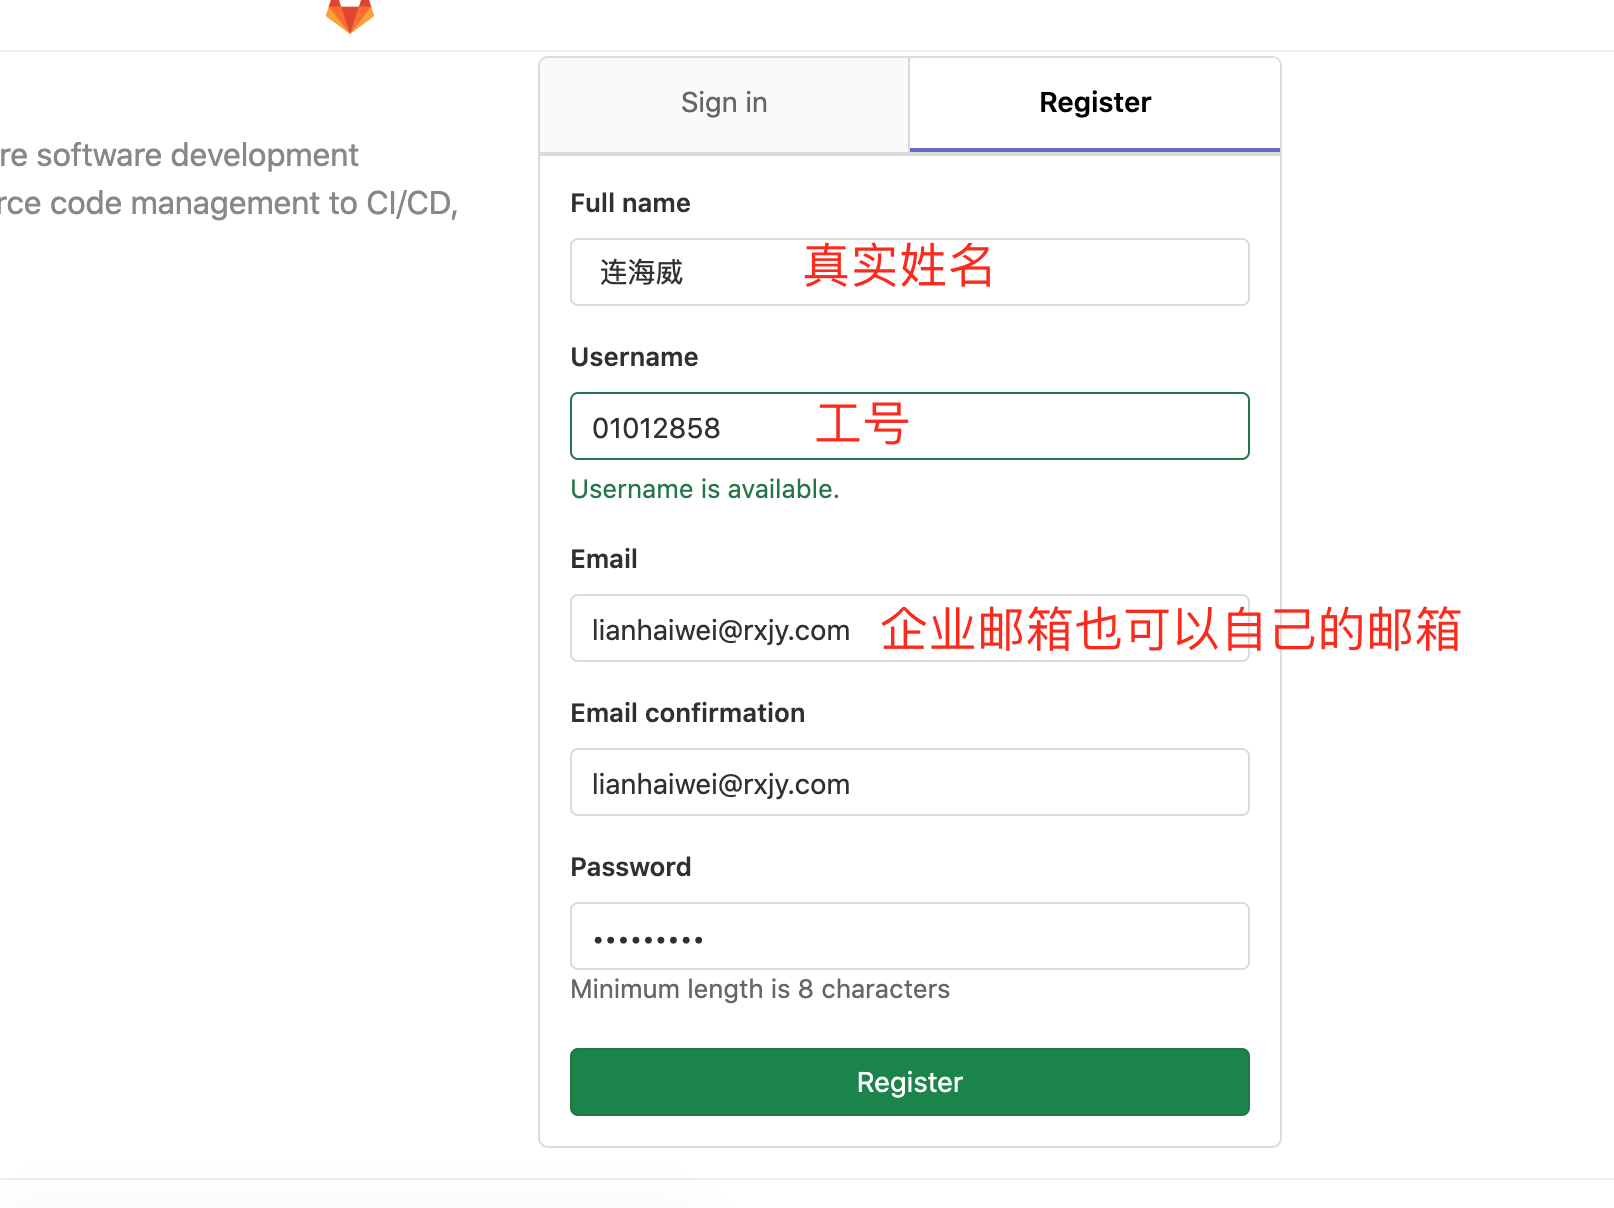 re software development
rce code management to CI/CD,
Sign in
Register
Full name
连海威 真实姓名
Username
01012858 工号
Username is available.
Email
lianhaiwei@rxjy.com 企业邮箱也可以自己的邮箱
Email confirmation
lianhaiwei@rxjy.com
Password
•••••••••
Minimum length is 8 characters
Register